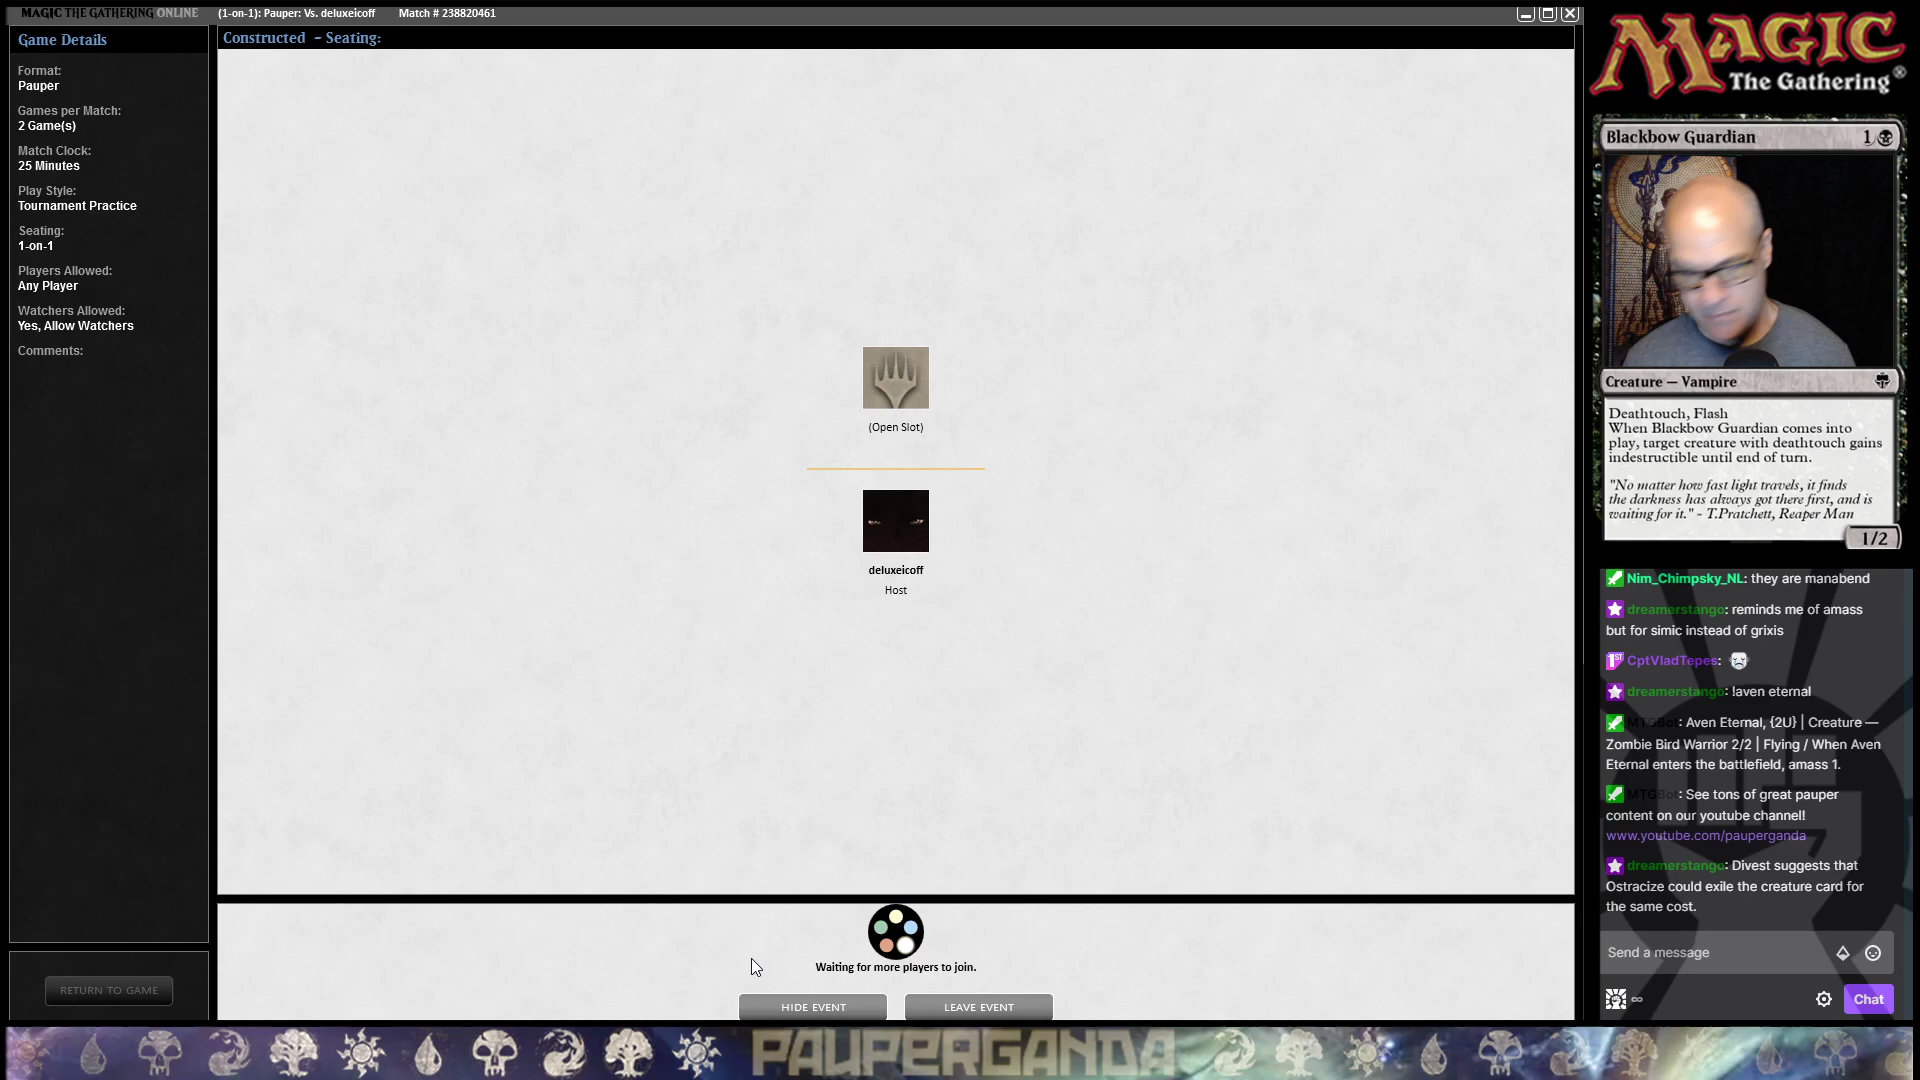 MAGIC THE GATHERING ONLINE
(1-on-1): Pauper: Vs. deluxeicoff
Match # 238820461
Game Details
Format:
Pauper
Games per Match:
2 Game(s)
Match Clock:
25 Minutes
Play Style:
Tournament Practice
Seating:
1-on-1
Players Allowed:
Any Player
Watchers Allowed:
Yes, Allow Watchers
Comments:
RETURN TO GAME
Constructed - Seating:
(Open Slot)
deluxeicoff
Host
Waiting for more players to join.
HIDE EVENT
LEAVE EVENT
MAGIC
The Gathering®
Blackbow Guardian 1
Creature — Vampire
Deathtouch, Flash
When Blackbow Guardian comes into
play, target creature with deathtouch gains
indestructible until end of turn.
"No matter how fast light travels, it finds
the darkness has always got there first, and is
waiting for it." - T.Pratchett, Reaper Man
1/2
Nim_Chimpsky_NL: they are manabend
dreamerstango: reminds me of amass
but for simic instead of grixis
1ST CptVladTepes:
dreamerstango: !aven eternal
MTGBot: Aven Eternal, {2U} | Creature —
Zombie Bird Warrior 2/2 | Flying / When Aven
Eternal enters the battlefield, amass 1.
MTGBot: See tons of great pauper
content on our youtube channel!
www.youtube.com/pauperganda
dreamerstango: Divest suggests that
Ostracize could exile the creature card for
the same cost.
Send a message
∞
Chat
PAUPERGANDA